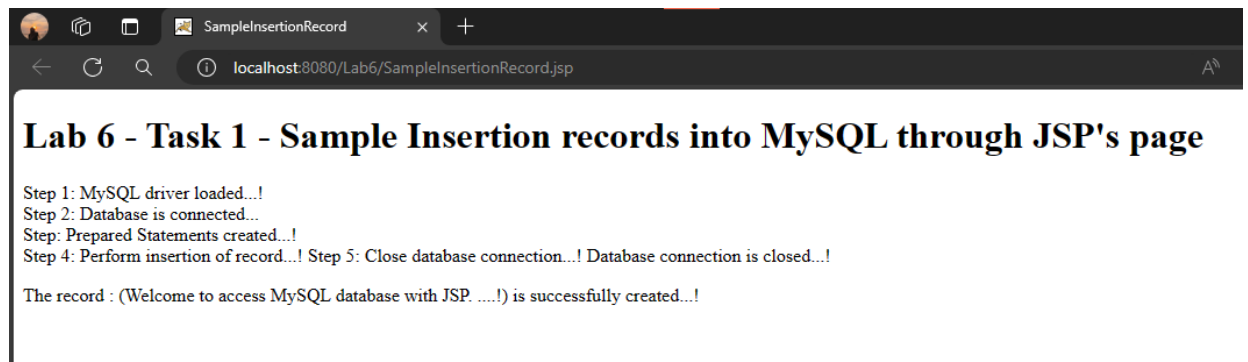 SampleInsertionRecord
localhost:8080/Lab6/SampleInsertionRecord.jsp
Lab 6 - Task 1 - Sample Insertion records into MySQL through JSP's page
Step 1: MySQL driver loaded...!
Step 2: Database is connected...
Step: Prepared Statements created...!
Step 4: Perform insertion of record...! Step 5: Close database connection...! Database connection is closed...!
The record : (Welcome to access MySQL database with JSP. ....!) is successfully created...!